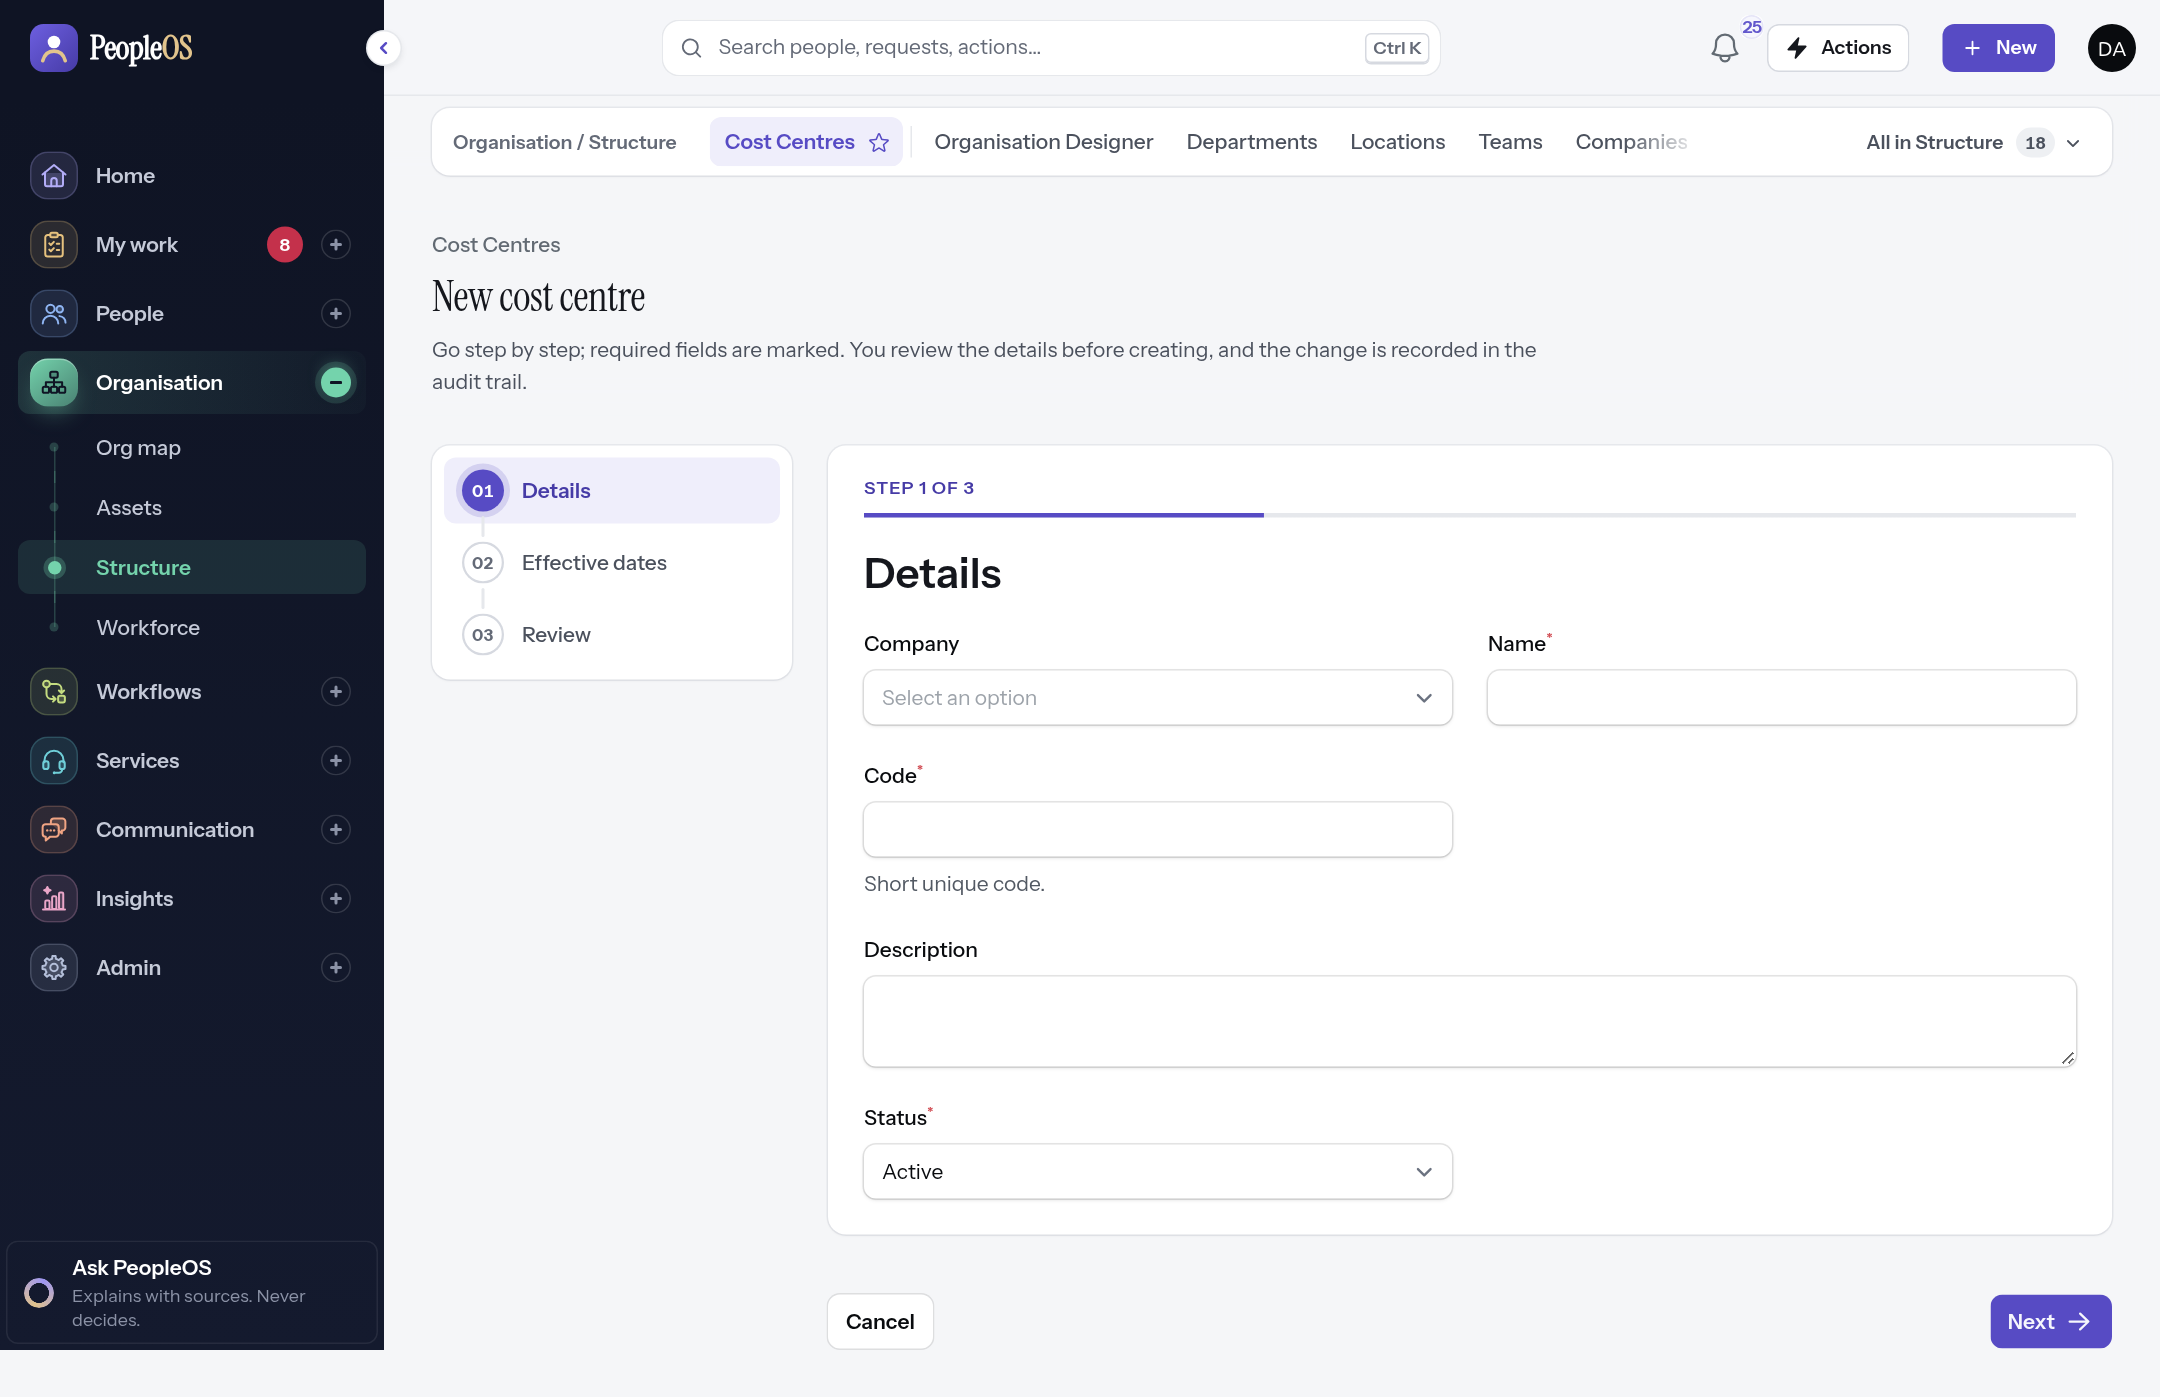 PeopleOS
Search people, requests, actions...
Ctrl K
25
Actions
New
DA
Home
My work
8
People
Organisation
Org map
Assets
Structure
Workforce
Workflows
Services
Communication
Insights
Admin
Ask PeopleOS
Explains with sources. Never
decides.
Organisation / Structure
Cost Centres
Organisation Designer
Departments
Locations
Teams
Companies
All in Structure
18
Cost Centres
New cost centre
Go step by step; required fields are marked. You review the details before creating, and the change is recorded in the
audit trail.
01
Details
02
Effective dates
03
Review
STEP 1 OF 3
Details
Company
Select an option
Name*
Code*
Short unique code.
Description
Status*
Active
Cancel
Next